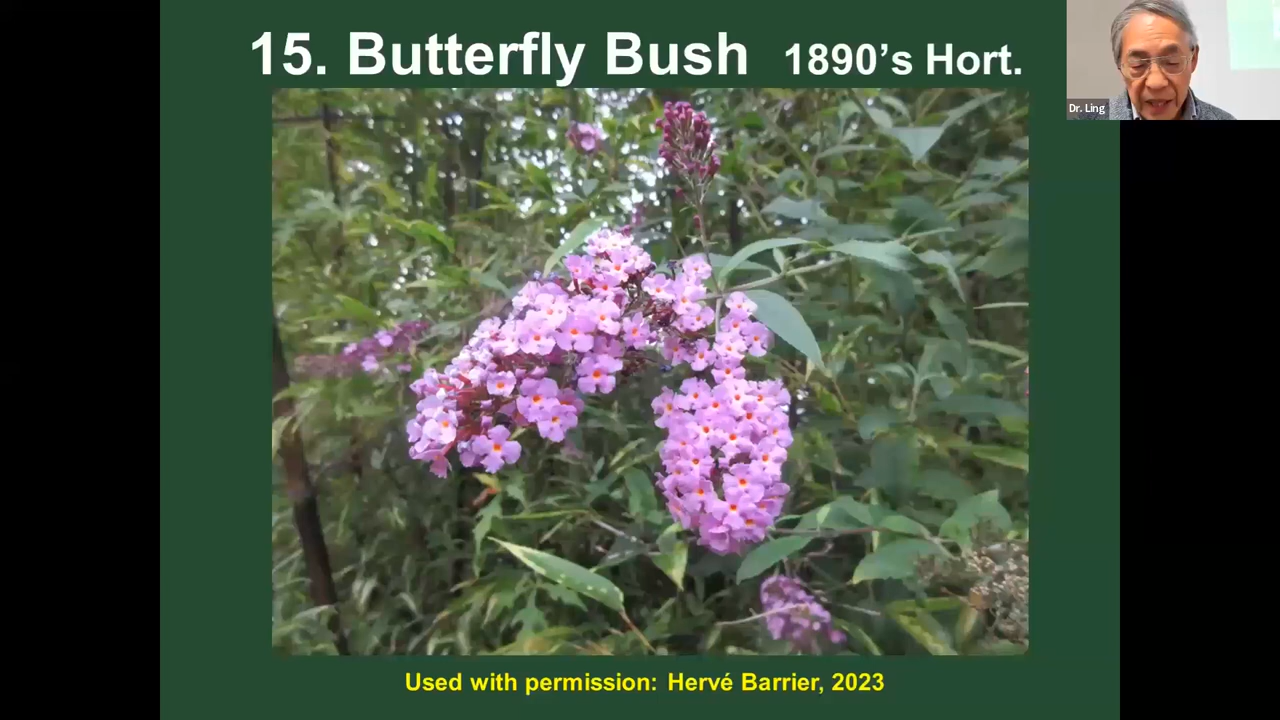 15. Butterfly Bush 1890’s Hort.
Dr. Ling
Used with permission: Hervé Barrier, 2023